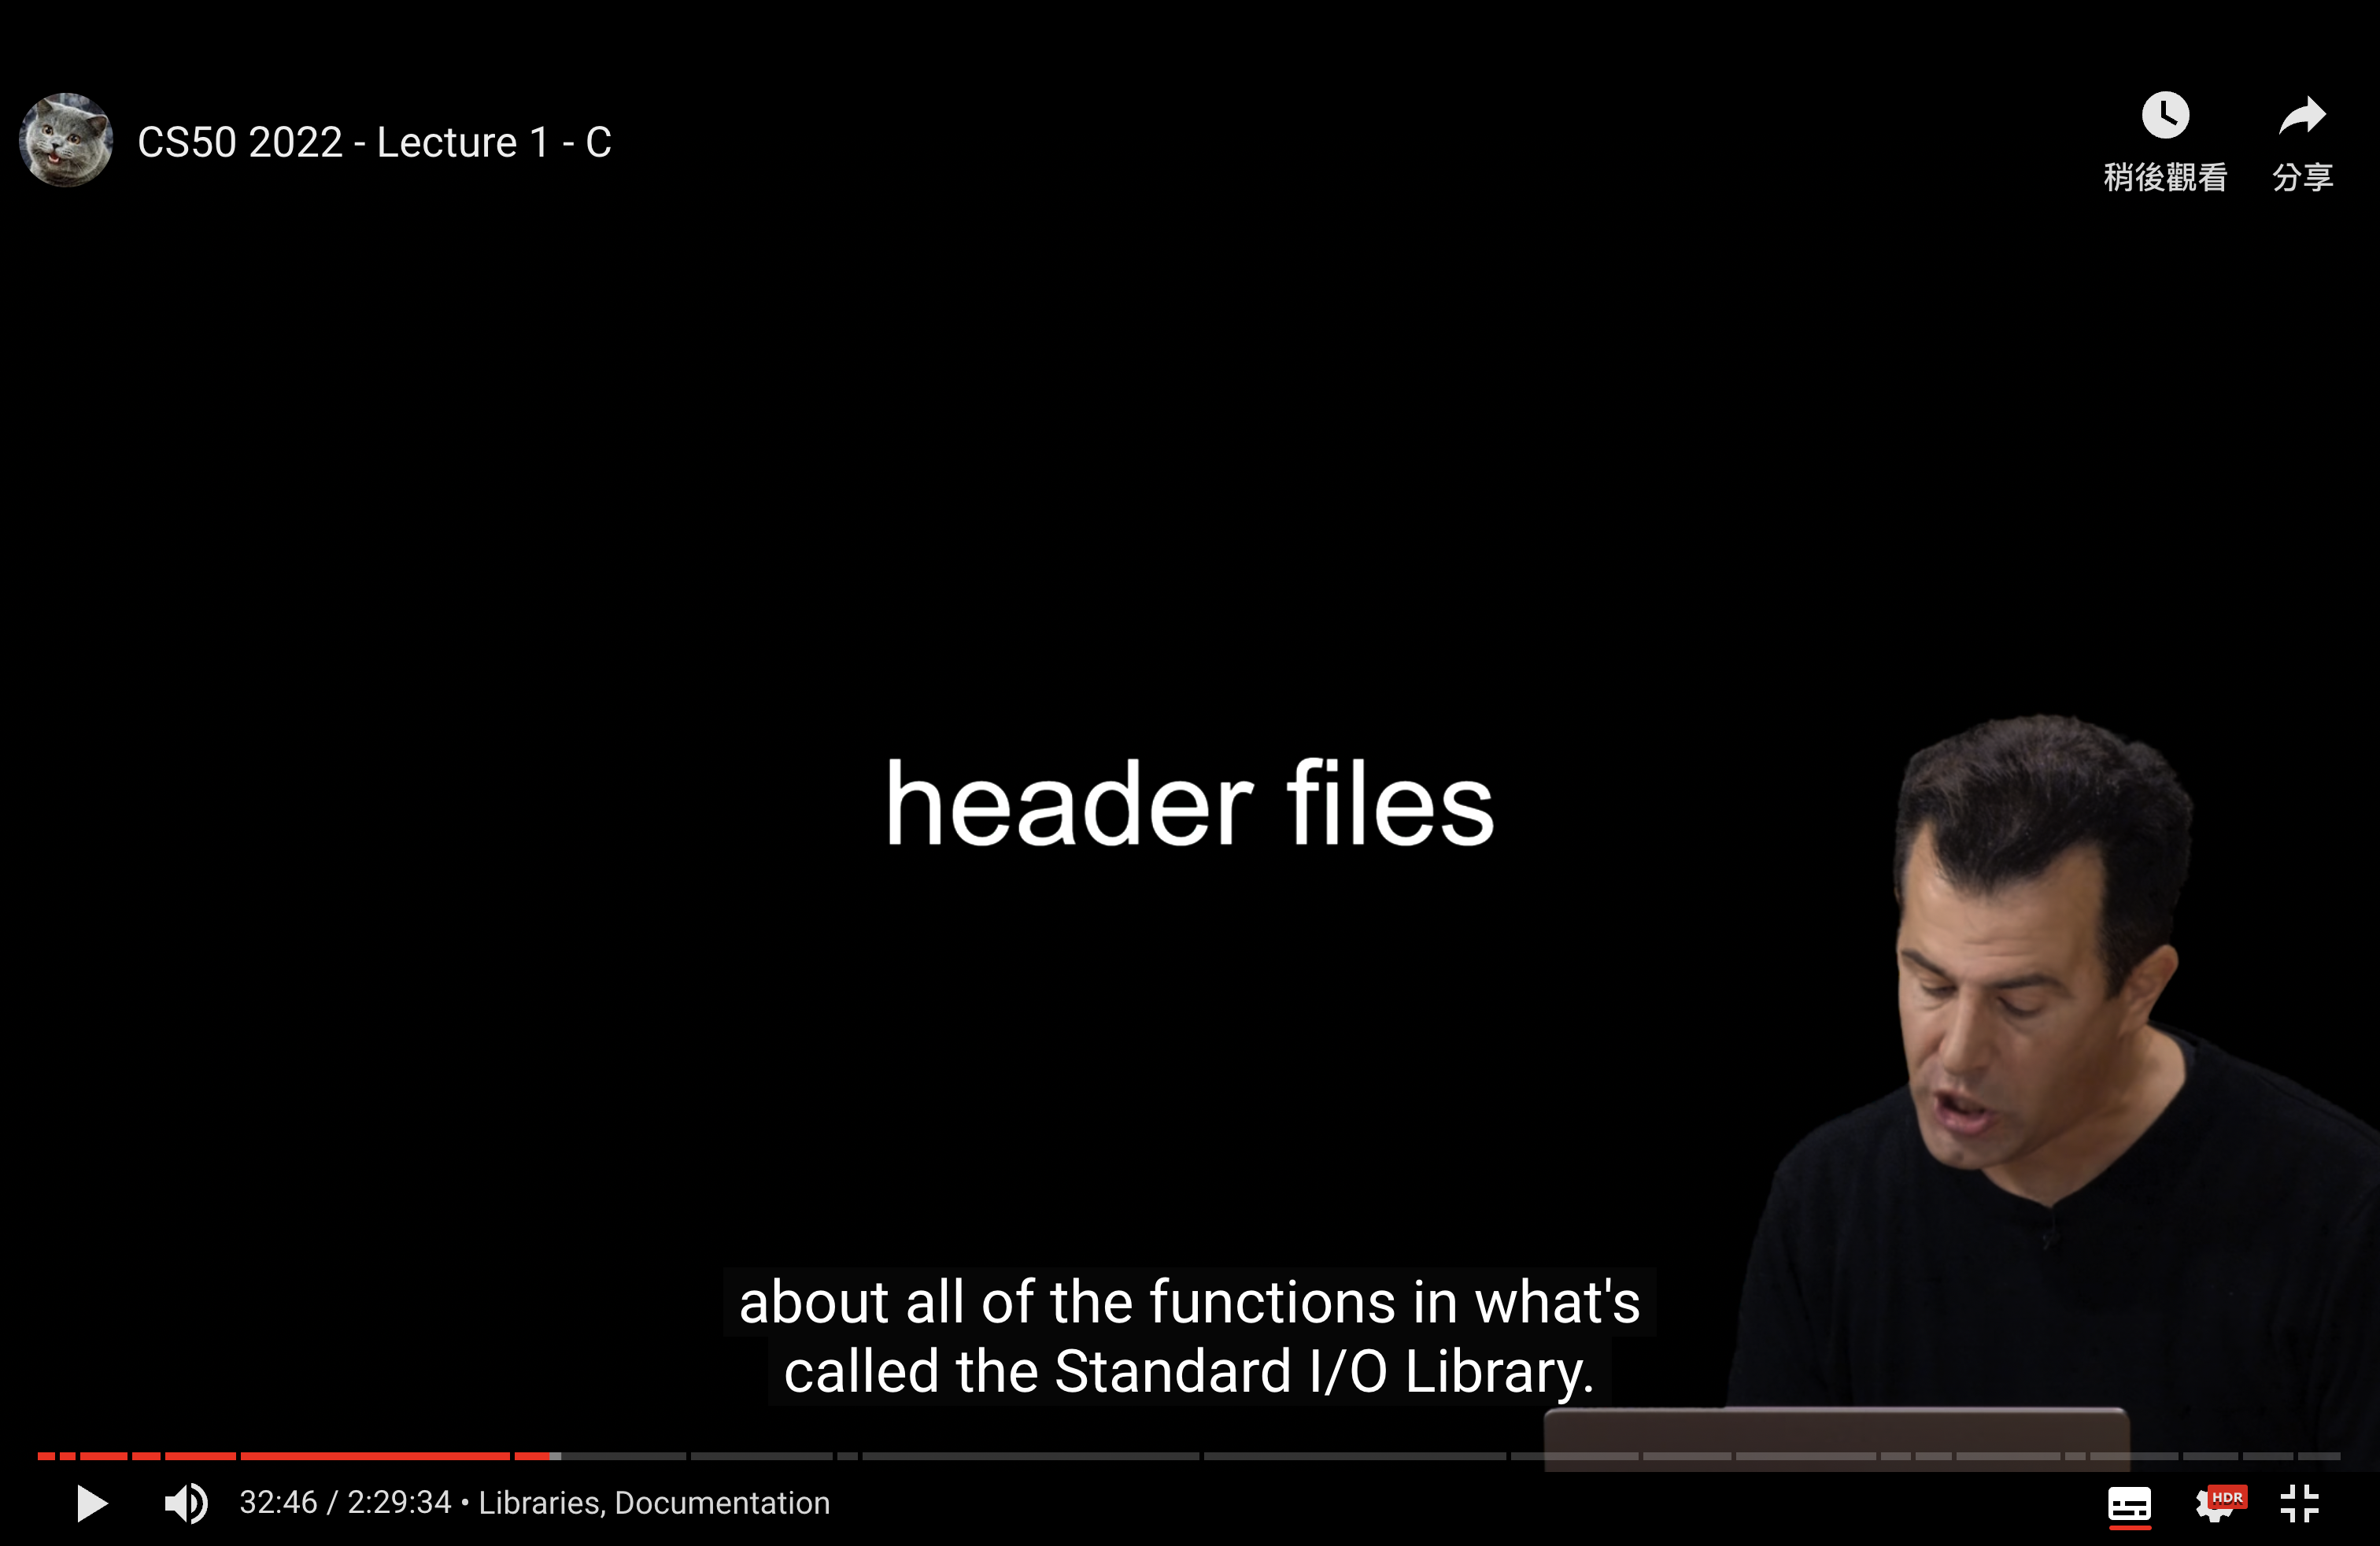 CS50 2022 - Lecture 1 - C
稍後觀看
分享
header files
about all of the functions in what's
called the Standard I/O Library.
32:46 / 2:29:34 • Libraries, Documentation
HDR